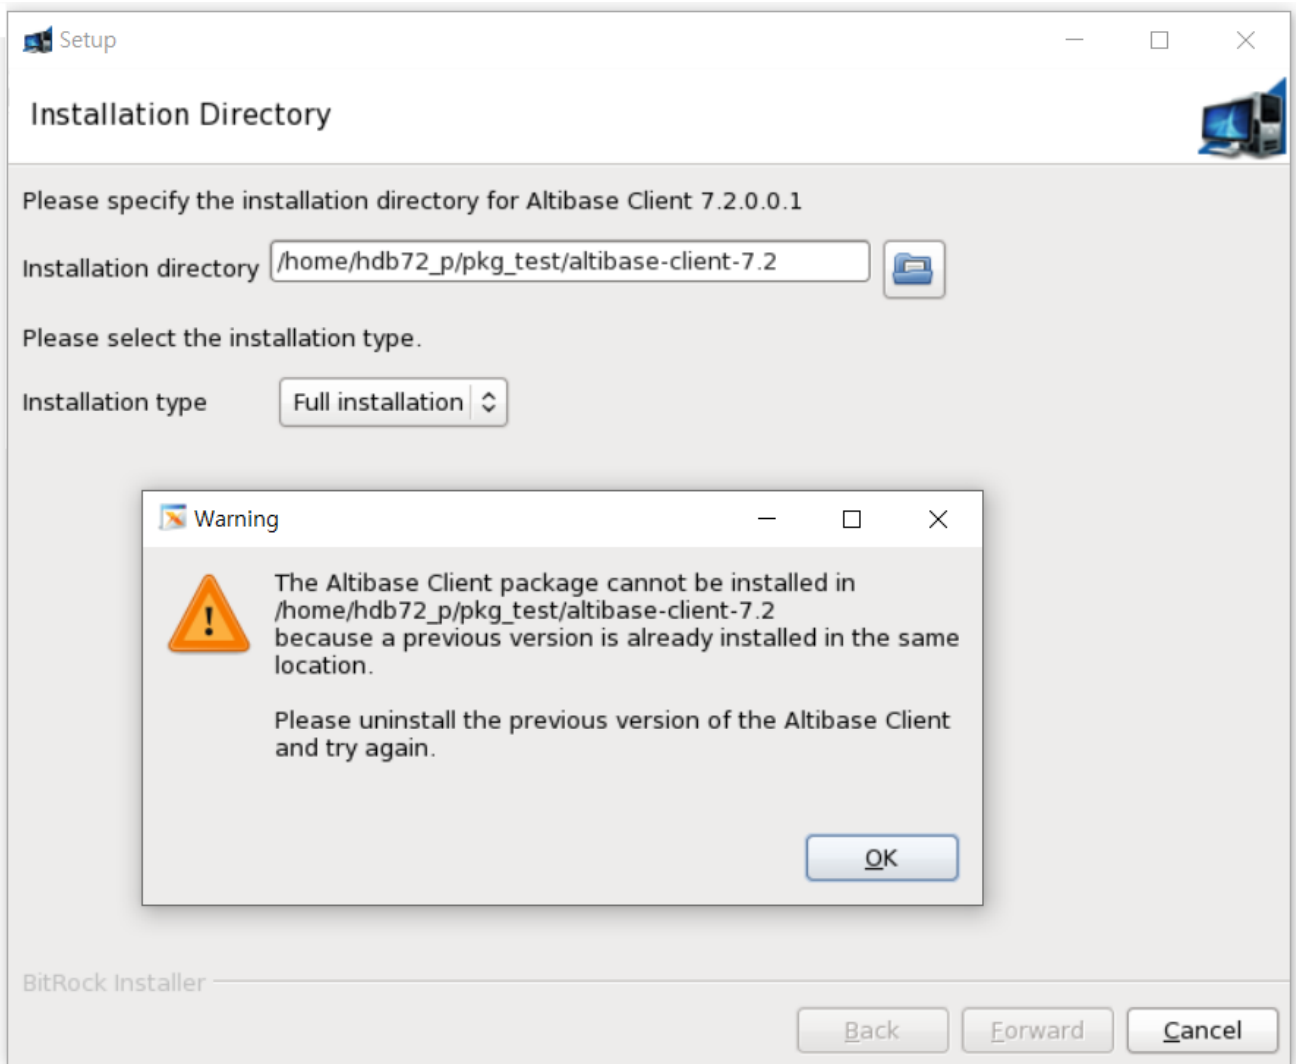 Setup
Installation Directory
Please specify the installation directory for Altibase Client 7.2.0.0.1
Installation directory /home/hdb72_p/pkg_test/altibase-client-7.2
Please select the installation type.
Installation type Full installation
Warning
The Altibase Client package cannot be installed in
/home/hdb72_p/pkg_test/altibase-client-7.2
because a previous version is already installed in the same
location.
Please uninstall the previous version of the Altibase Client
and try again.
OK
BitRock Installer
Back Forward Cancel